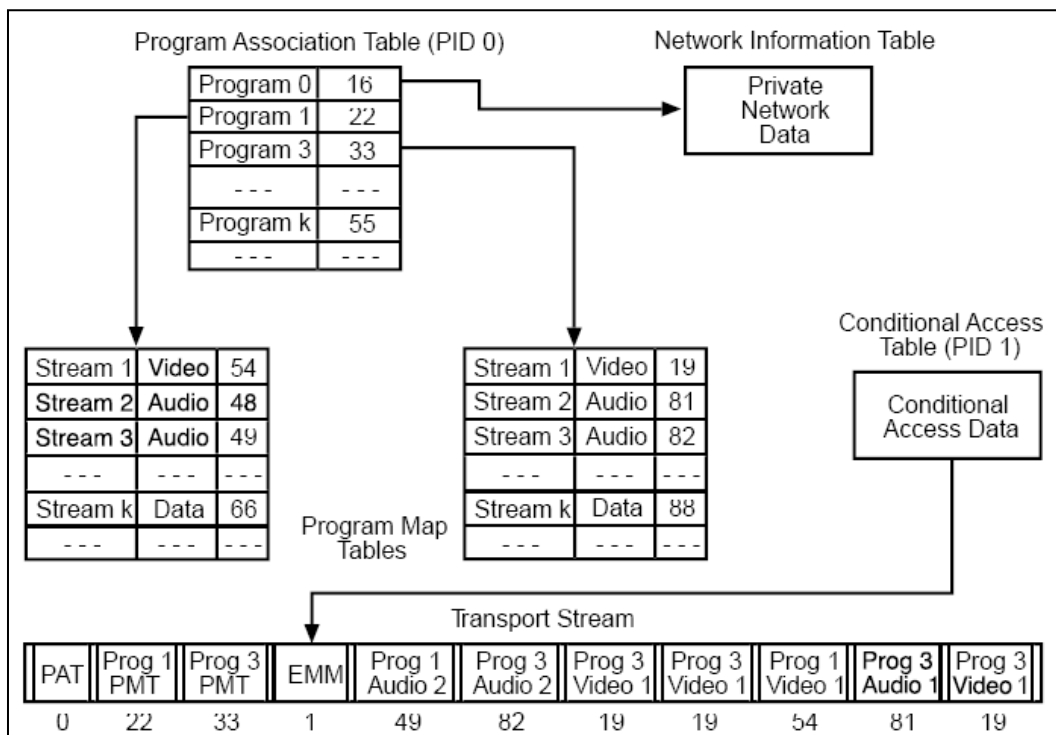 Program Association Table (PID 0)
Network Information Table
Program 0 16
Program 1 22
Program 3 33
- - - - - -
Program k 55
- - - - - -
Private
Network
Data
Conditional Access
Table (PID 1)
Conditional
Access Data
Stream 1 Video 54
Stream 2 Audio 48
Stream 3 Audio 49
- - - - - - - - -
Stream k Data 66
- - - - - - - - -
Program Map
Tables
Stream 1 Video 19
Stream 2 Audio 81
Stream 3 Audio 82
- - - - - - - - -
Stream k Data 88
- - - - - - - - -
Transport Stream
PAT
Prog 1
PMT
Prog 3
PMT
EMM
Prog 1
Audio 2
Prog 3
Audio 2
Prog 3
Video 1
Prog 3
Video 1
Prog 1
Video 1
Prog 3
Audio 1
Prog 3
Video 1
0 22 33 1 49 82 19 19 54 81 19